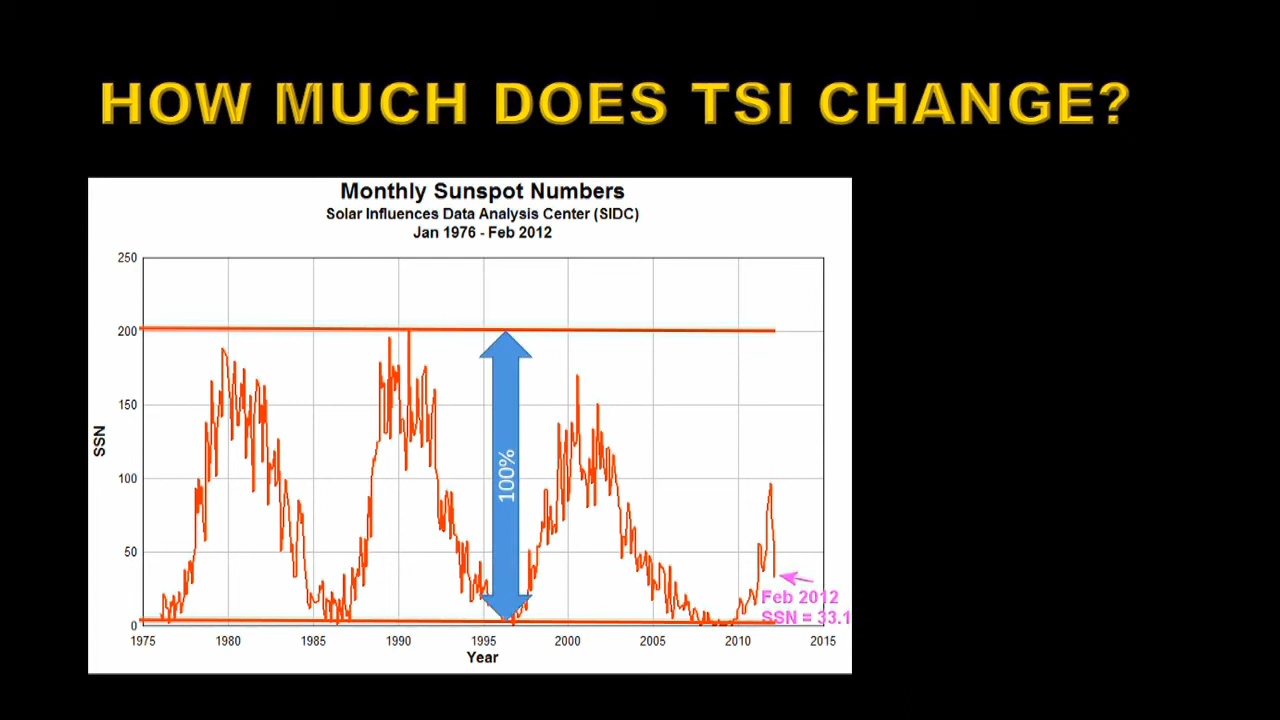 HOW MUCH DOES TSI CHANGE?
Monthly Sunspot Numbers
Solar Influences Data Analysis Center (SIDC)
Jan 1976 - Feb 2012
250
200
150
100
50
0
SSN
100%
Feb 2012
SSN = 33.1
1975 1980 1985 1990 1995 2000 2005 2010 2015
Year